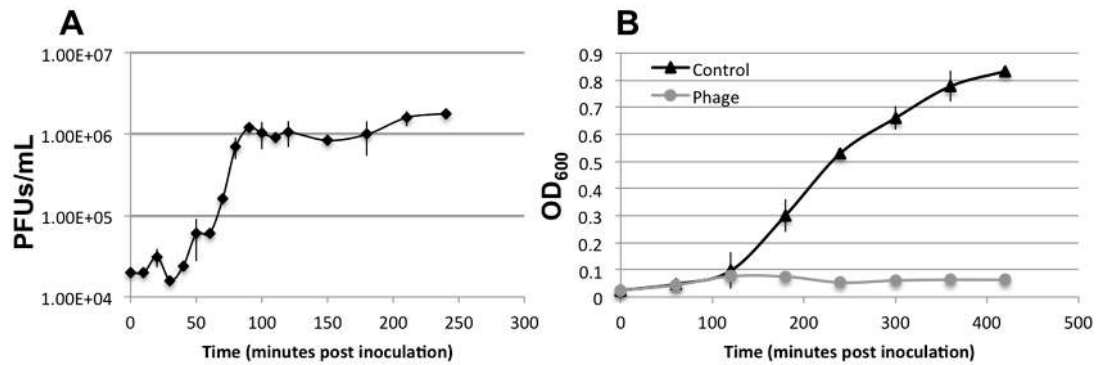 A
PFUs/mL
1.00E+07
1.00E+06
1.00E+05
1.00E+04
0 50 100 150 200 250 300
Time (minutes post inoculation)
B
OD600
0.9
0.8
0.7
0.6
0.5
0.4
0.3
0.2
0.1
0
Control
Phage
0 100 200 300 400 500
Time (minutes post inoculation)